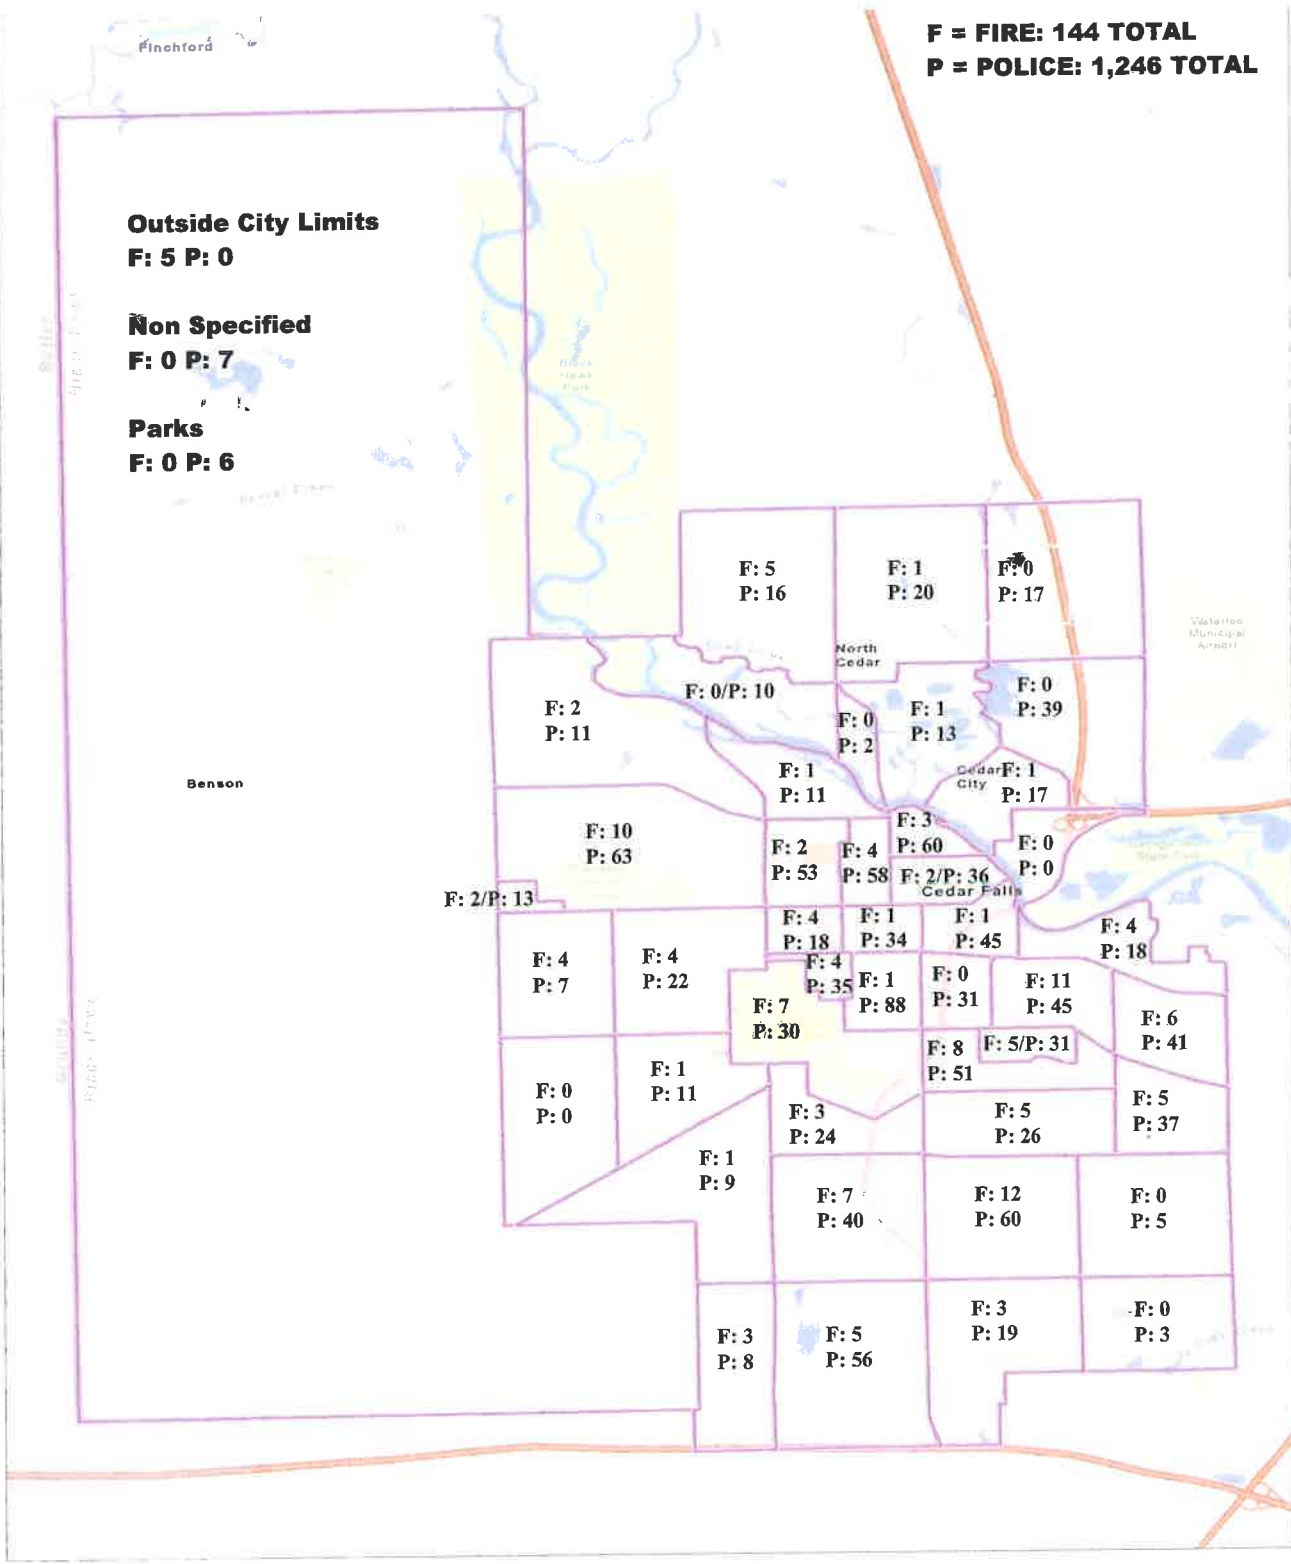 F = FIRE: 144 TOTAL
P = POLICE: 1,246 TOTAL
Finchford
Outside City Limits
F: 5 P: 0
Non Specified
F: 0 P: 7
Parks
F: 0 P: 6
Black
Hawk
Park
F: 5
P: 16
F: 1
P: 20
F: 0
P: 17
Waterloo
Municipal
Airport
North
Cedar
F: 0/P: 10
F: 2
P: 11
F: 0
P: 2
F: 1
P: 13
F: 0
P: 39
Benson
F: 1
P: 11
Cedar
City
F: 1
P: 17
F: 10
P: 63
F: 2
P: 53
F: 4
P: 58
F: 3
P: 60
F: 2/P: 36
Cedar Falls
F: 0
P: 0
F: 2/P: 13
F: 4
P: 18
F: 1
P: 34
F: 1
P: 45
F: 4
P: 18
F: 4
P: 7
F: 4
P: 22
F: 4
P: 35
F: 7
P: 30
F: 1
P: 88
F: 0
P: 31
F: 11
P: 45
F: 6
P: 41
F: 8
P: 51
F: 5/P: 31
F: 0
P: 0
F: 1
P: 11
F: 3
P: 24
F: 5
P: 26
F: 5
P: 37
F: 1
P: 9
F: 7
P: 40
F: 12
P: 60
F: 0
P: 5
F: 3
P: 8
F: 5
P: 56
F: 3
P: 19
F: 0
P: 3